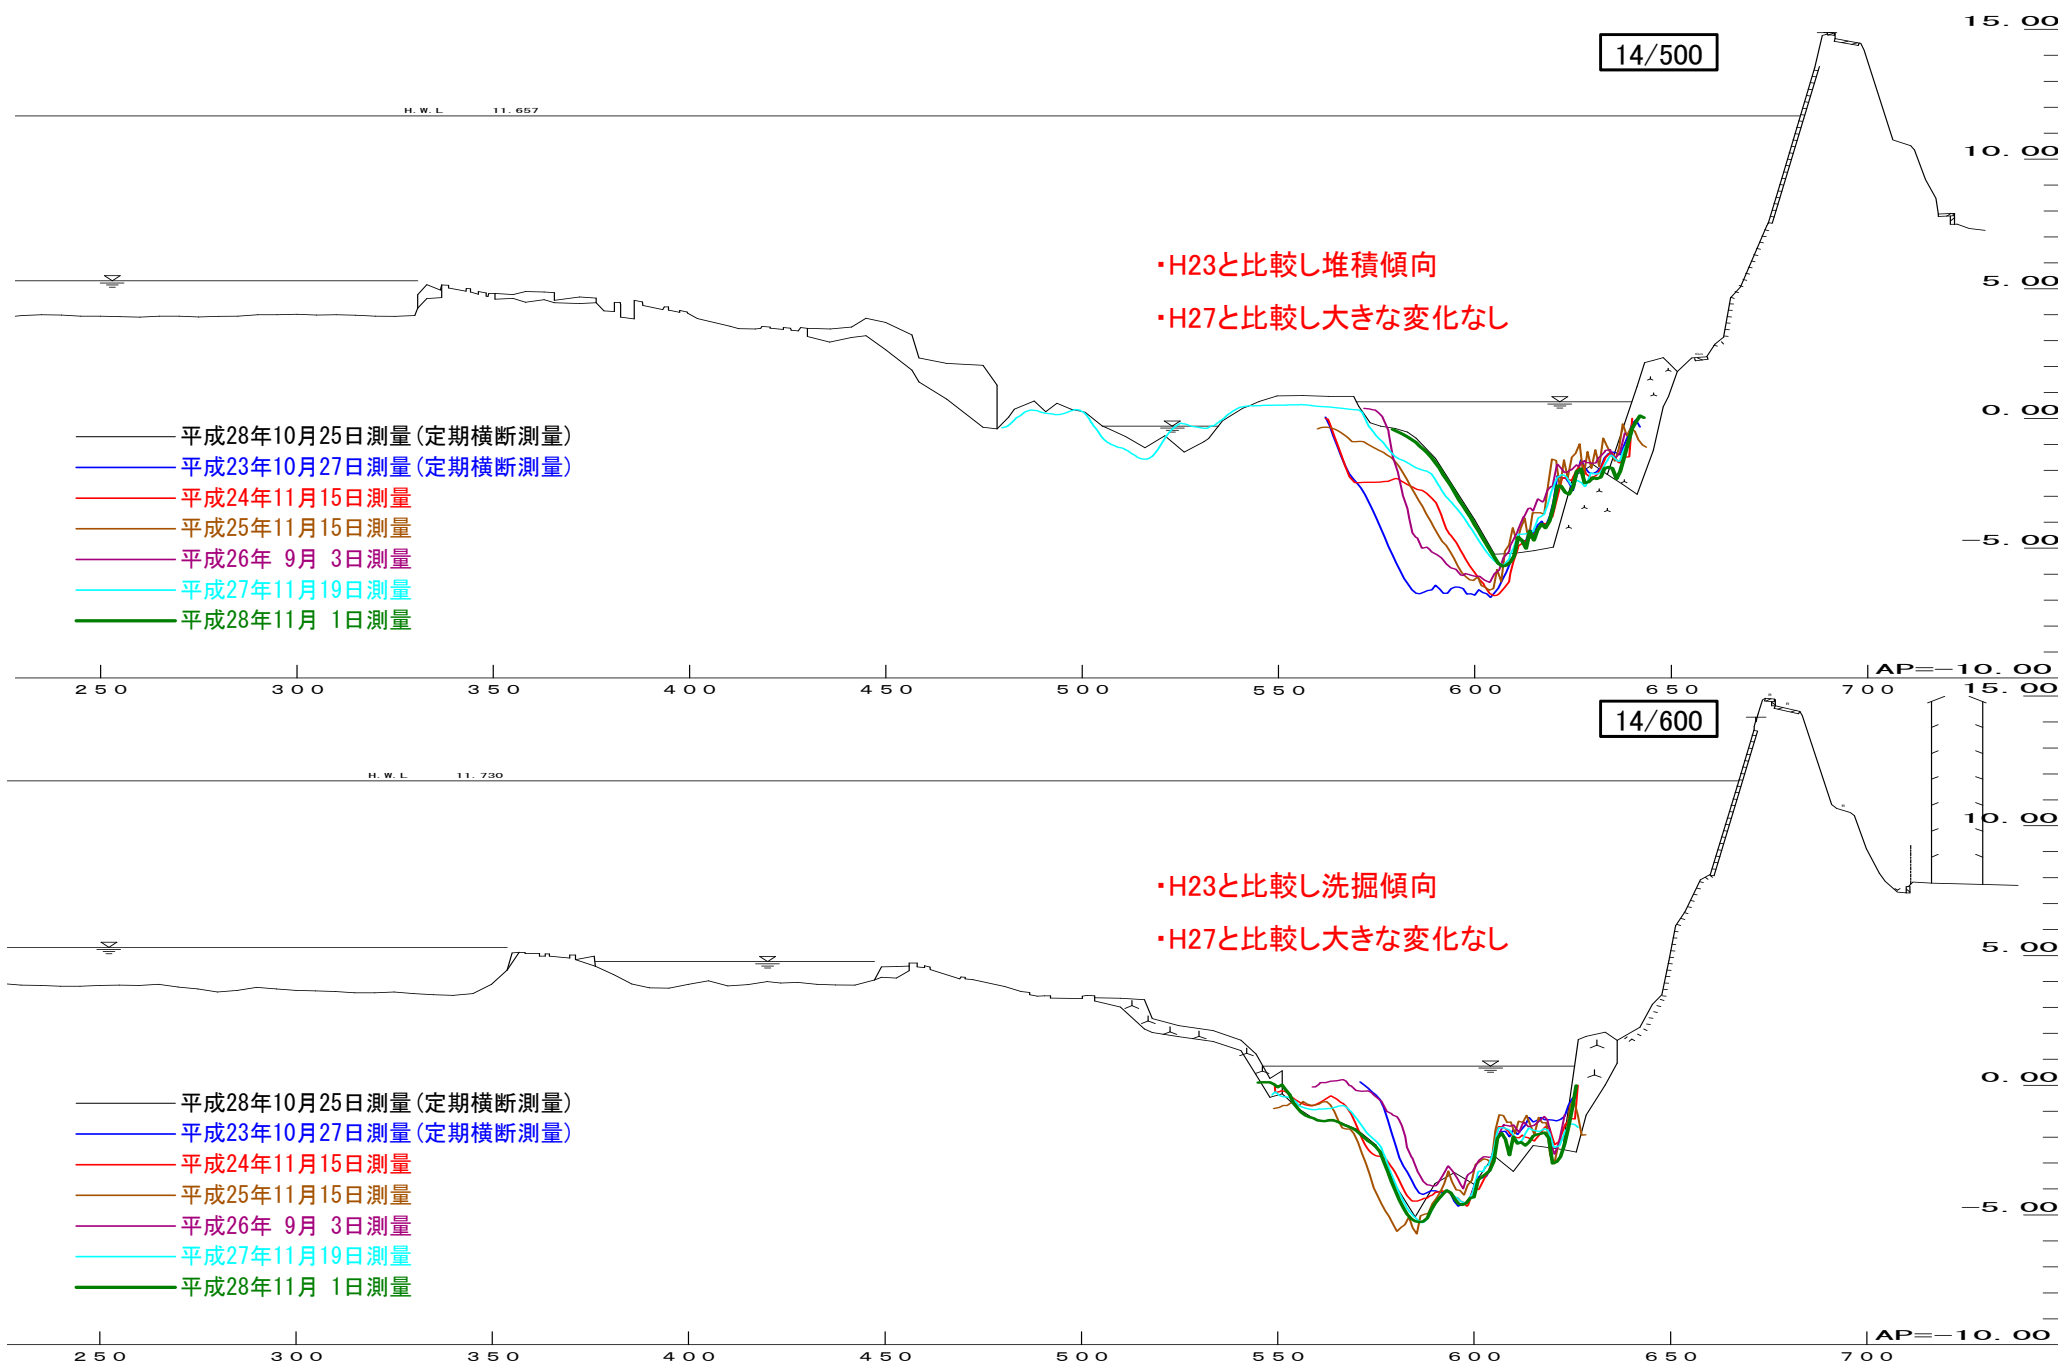 15.00
14/500
H.W.L 11.657
10.00
・H23と比較し堆積傾向
5.00
・H27と比較し大きな変化なし
0.00
平成28年10月25日測量(定期横断測量)
平成23年10月27日測量(定期横断測量)
平成24年11月15日測量
平成25年11月15日測量
-5.00
平成26年 9月 3日測量
平成27年11月19日測量
平成28年11月 1日測量
AP=-10.00
250 300 350 400 450 500 550 600 650 700
15.00
14/600
H.W.L 11.730
10.00
・H23と比較し洗掘傾向
・H27と比較し大きな変化なし
5.00
0.00
平成28年10月25日測量(定期横断測量)
平成23年10月27日測量(定期横断測量)
平成24年11月15日測量
平成25年11月15日測量
-5.00
平成26年 9月 3日測量
平成27年11月19日測量
平成28年11月 1日測量
AP=-10.00
250 300 350 400 450 500 550 600 650 700